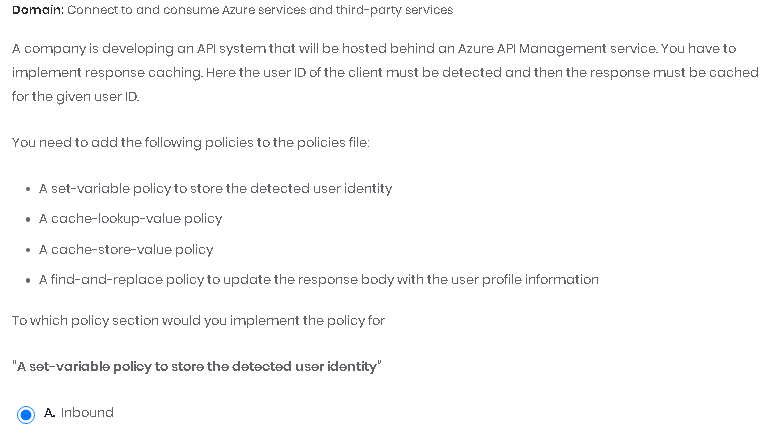 Domain: Connect to and consume Azure services and third-party services
A company is developing an API system that will be hosted behind an Azure API Management service. You have to
implement response caching. Here the user ID of the client must be detected and then the response must be cached
for the given user ID.
You need to add the following policies to the policies file:
• A set-variable policy to store the detected user identity
• A cache-lookup-value policy
• A cache-store-value policy
• A find-and-replace policy to update the response body with the user profile information
To which policy section would you implement the policy for
"A set-variable policy to store the detected user identity"
A. Inbound